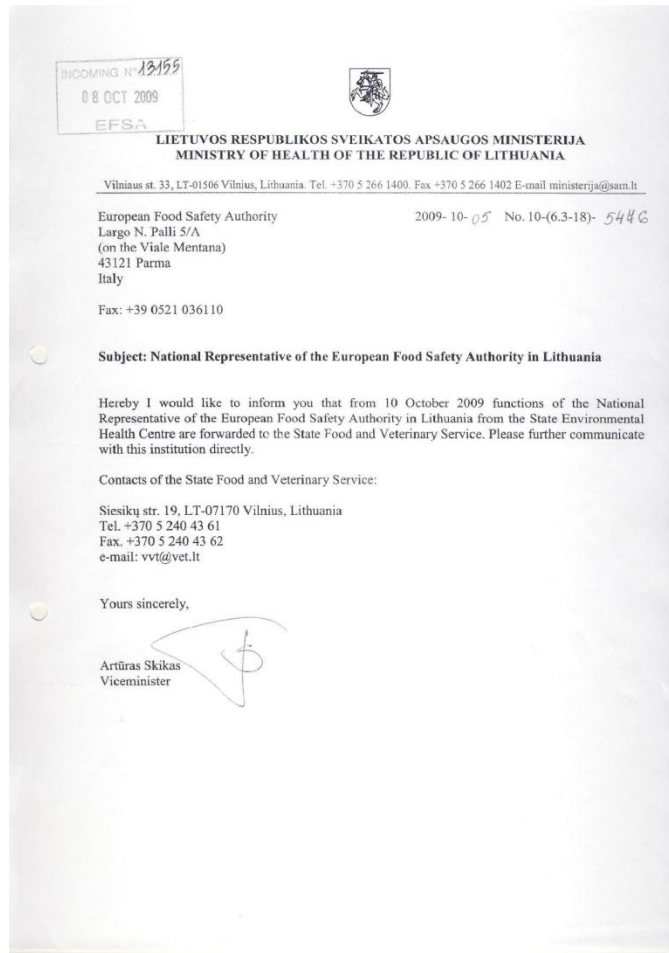 INCOMING N° 13155
08 OCT 2009
EFSA
LIETUVOS RESPUBLIKOS SVEIKATOS APSAUGOS MINISTERIJA
MINISTRY OF HEALTH OF THE REPUBLIC OF LITHUANIA
Vilniaus st. 33, LT-01506 Vilnius, Lithuania. Tel. +370 5 266 1400. Fax +370 5 266 1402 E-mail ministerija@sam.lt
European Food Safety Authority 2009- 10- 05 No. 10-(6.3-18)- 5446
Largo N. Palli 5/A
(on the Viale Mentana)
43121 Parma
Italy
Fax: +39 0521 036110
Subject: National Representative of the European Food Safety Authority in Lithuania
Hereby I would like to inform you that from 10 October 2009 functions of the National
Representative of the European Food Safety Authority in Lithuania from the State Environmental
Health Centre are forwarded to the State Food and Veterinary Service. Please further communicate
with this institution directly.
Contacts of the State Food and Veterinary Service:
Siesikų str. 19, LT-07170 Vilnius, Lithuania
Tel. +370 5 240 43 61
Fax. +370 5 240 43 62
e-mail: vvt@vet.lt
Yours sincerely,
Artūras Skikas
Viceminister